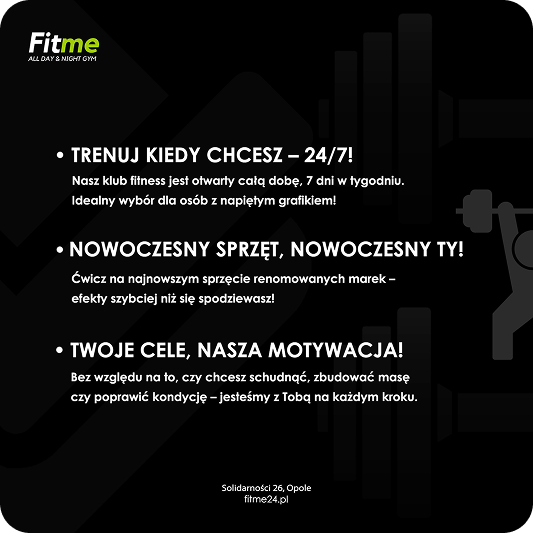 Fitme
ALL DAY & NIGHT GYM
• TRENUJ KIEDY CHCESZ – 24/7!
Nasz klub fitness jest otwarty całą dobę, 7 dni w tygodniu.
Idealny wybór dla osób z napiętym grafikiem!
• NOWOCZESNY SPRZĘT, NOWOCZESNY TY!
Ćwicz na najnowszym sprzęcie renomowanych marek –
efekty szybciej niż się spodziewasz!
• TWOJE CELE, NASZA MOTYWACJA!
Bez względu na to, czy chcesz schudnąć, zbudować masę
czy poprawić kondycję – jesteśmy z Tobą na każdym kroku.
Solidarności 26, Opole
fitme24.pl